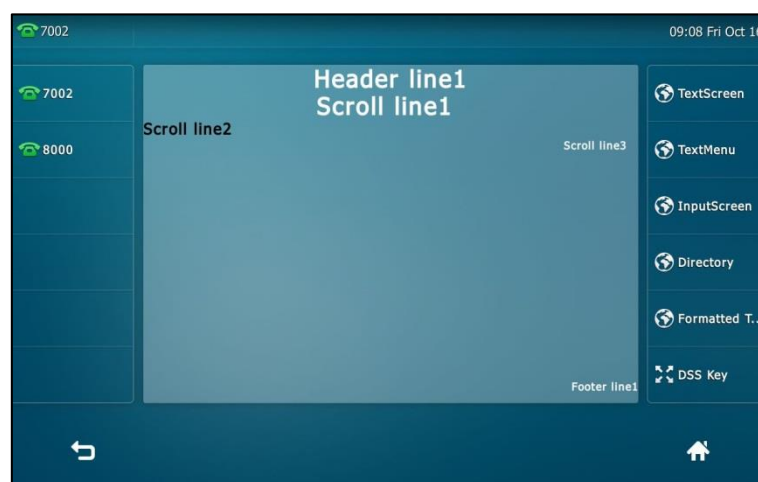 7002
09:08 Fri Oct 16
7002
8000
Header line1
Scroll line1
Scroll line2
Scroll line3
Footer line1
TextScreen
TextMenu
InputScreen
Directory
Formatted T..
DSS Key